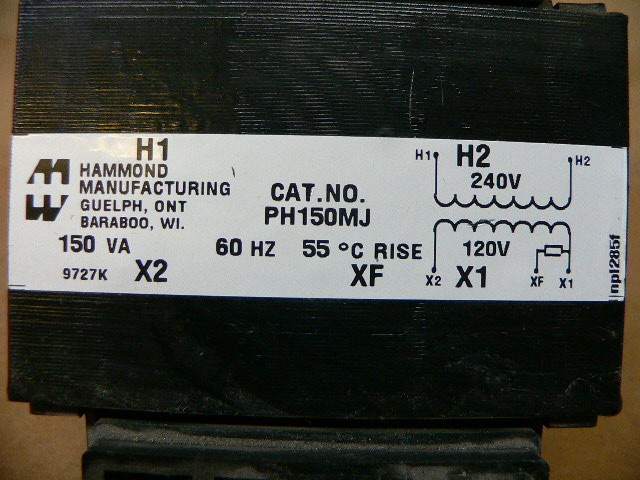 H1
HAMMOND
MANUFACTURING
GUELPH, ONT
BARABOO, WI.
150 VA
9727K X2
CAT.NO.
PH150MJ
60 HZ 55 °C RISE
XF
H1 H2 H2
240V
120V
X2 X1 XF X1
npl285f